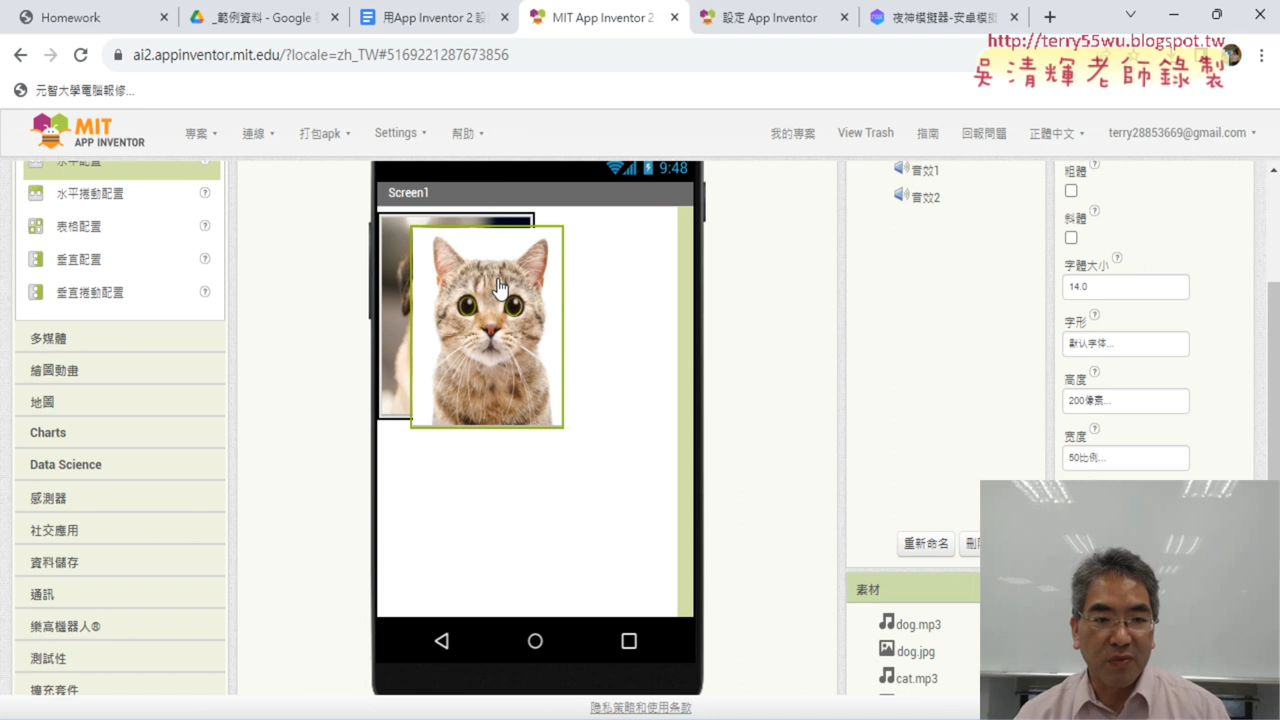 Homework
_範例資料 - Google
用App Inventor 2 設
MIT App Inventor 2
設定 App Inventor
夜神模擬器-安卓模擬
http://terry55wu.blogspot.tw
ai2.appinventor.mit.edu/?locale=zh_TW#5169221287673856
吳清輝老師錄製
元智大學電腦報修...
MIT
APP INVENTOR
專案
連線
打包apk
Settings
幫助
我的專案
View Trash
指南
回報問題
正體中文
terry28853669@gmail.com
水平配置
水平捲動配置
表格配置
垂直配置
垂直捲動配置
多媒體
繪圖動畫
地圖
Charts
Data Science
感測器
社交應用
資料儲存
通訊
樂高機器人®
測試性
擴充套件
9:48
Screen1
音效1
音效2
重新命名
素材
dog.mp3
dog.jpg
cat.mp3
粗體
斜體
字體大小
14.0
字形
默认字体...
高度
200像素...
宽度
50比例...
隐私策略和使用条款